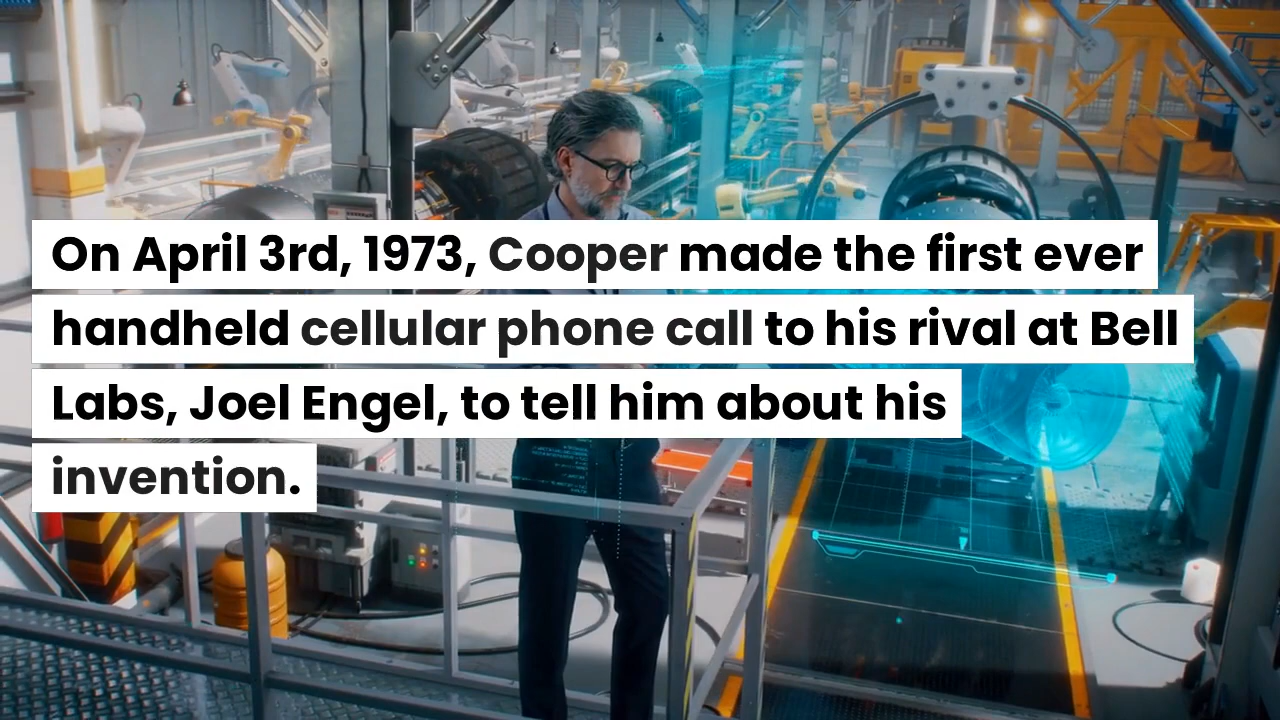 On April 3rd, 1973, Cooper made the first ever
handheld cellular phone call to his rival at Bell
Labs, Joel Engel, to tell him about his
invention.